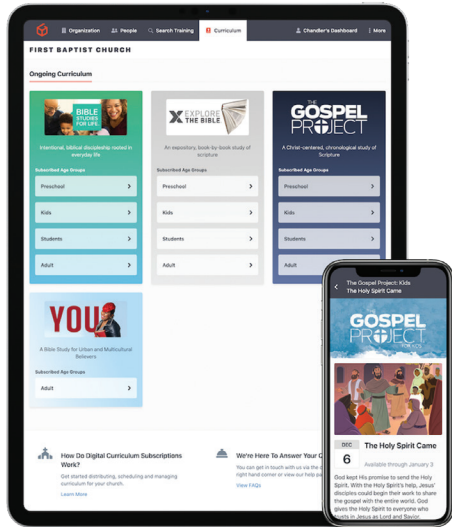 Organization People Search Training Curriculum Chandler's Dashboard More
FIRST BAPTIST CHURCH
Ongoing Curriculum
BIBLE
STUDIES
FOR LIFE.
Intentional, biblical discipleship rooted in
everyday life
Subscribed Age Groups
Preschool
Kids
Students
Adult
EXPLORE
THE BIBLE
An expository, book-by-book study of
scripture
Subscribed Age Groups
Preschool
Kids
Students
Adult
THE
GOSPEL
PROJECT
A Christ-centered, chronological study of
Scripture
Subscribed Age Groups
Preschool
Kids
Students
Adult
YOU
A Bible Study for Urban and Multicultural
Believers
Subscribed Age Groups
Adult
How Do Digital Curriculum Subscriptions
Work?
Get started distributing, scheduling and managing
curriculum for your church.
Learn More
We're Here To Answer Your
You can get in touch with us via the
right hand corner or view our help
View FAQs
The Gospel Project: Kids
The Holy Spirit Came
THE
GOSPEL
PROJECT
FOR KIDS
DEC
6
The Holy Spirit Came
Available through January 3
God kept His promise to send the Holy
Spirit. With the Holy Spirit's help, Jesus'
disciples could begin their work to share
the gospel with the entire world. God
gives the Holy Spirit to everyone who
trusts in Jesus as Lord and Savior.